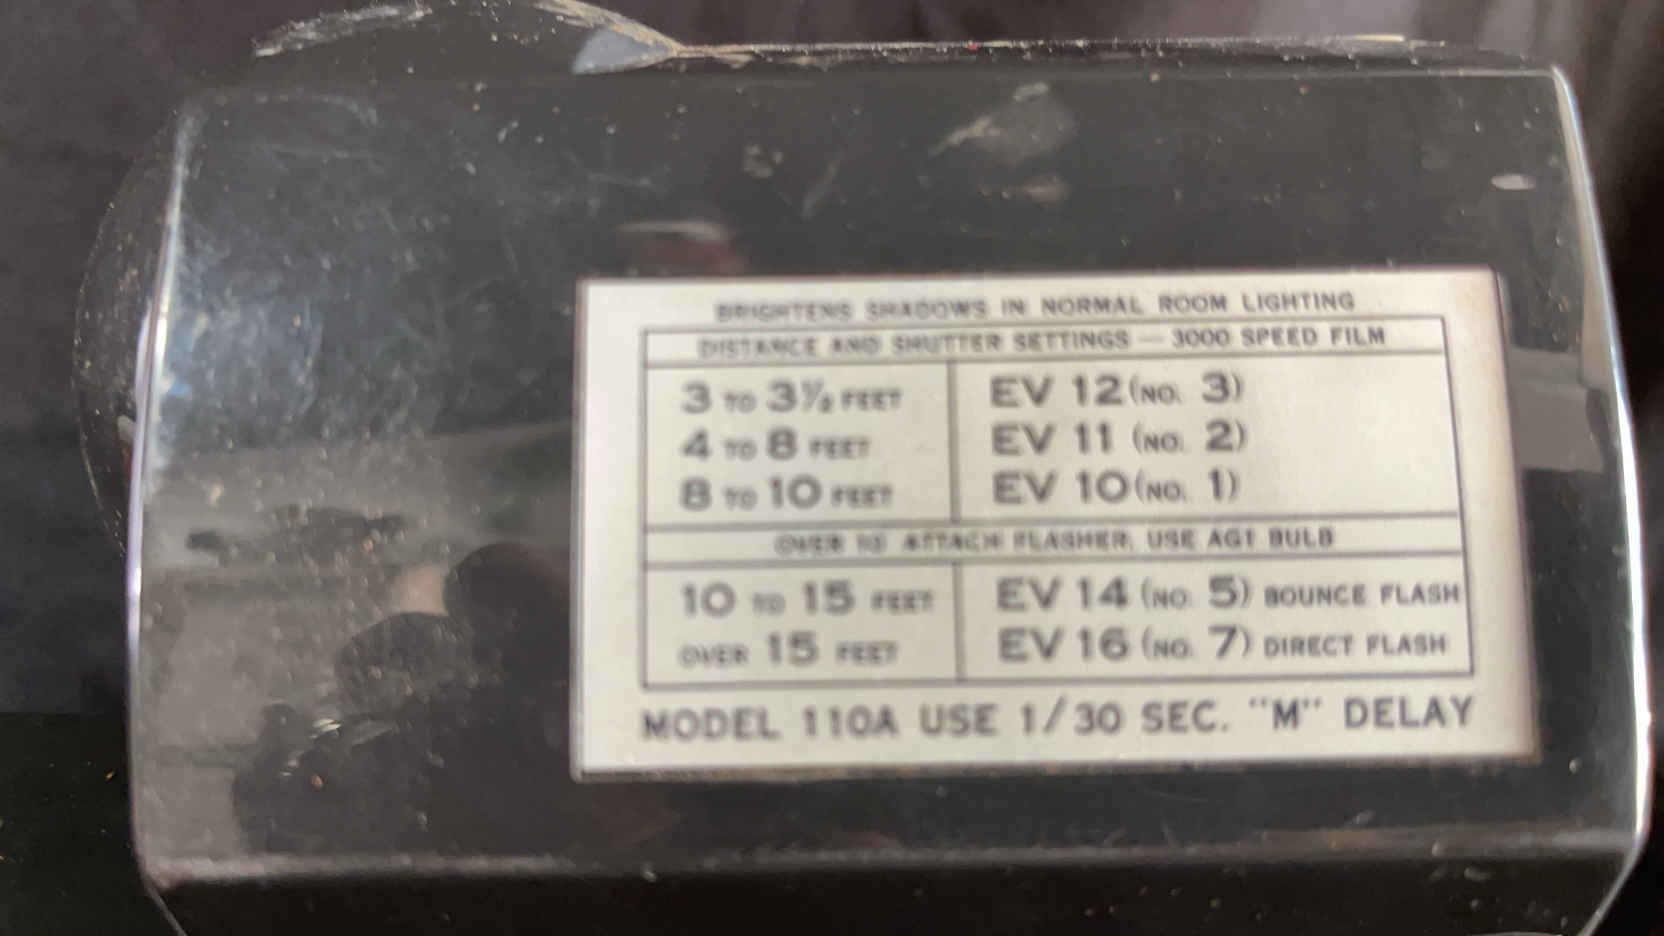 BRIGHTENS SHADOWS IN NORMAL ROOM LIGHTING
DISTANCE AND SHUTTER SETTINGS — 3000 SPEED FILM
3 TO 3½ FEET EV 12 (NO. 3)
4 TO 8 FEET EV 11 (NO. 2)
8 TO 10 FEET EV 10 (NO. 1)
OVER 10' ATTACH FLASHER, USE AG1 BULB
10 TO 15 FEET EV 14 (NO. 5) BOUNCE FLASH
OVER 15 FEET EV 16 (NO. 7) DIRECT FLASH
MODEL 110A USE 1/30 SEC. "M" DELAY